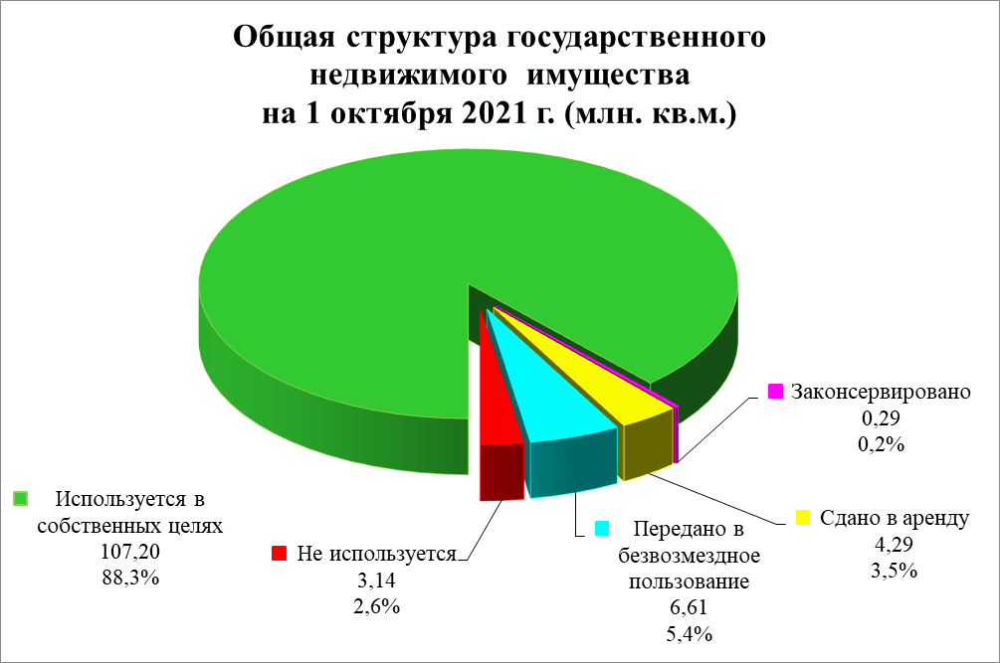 Общая структура государственного
недвижимого имущества
на 1 октября 2021 г. (млн. кв.м.)
Законсервировано
0,29
0,2%
Сдано в аренду
4,29
3,5%
Передано в
безвозмездное
пользование
6,61
5,4%
Не используется
3,14
2,6%
Используется в
собственных целях
107,20
88,3%